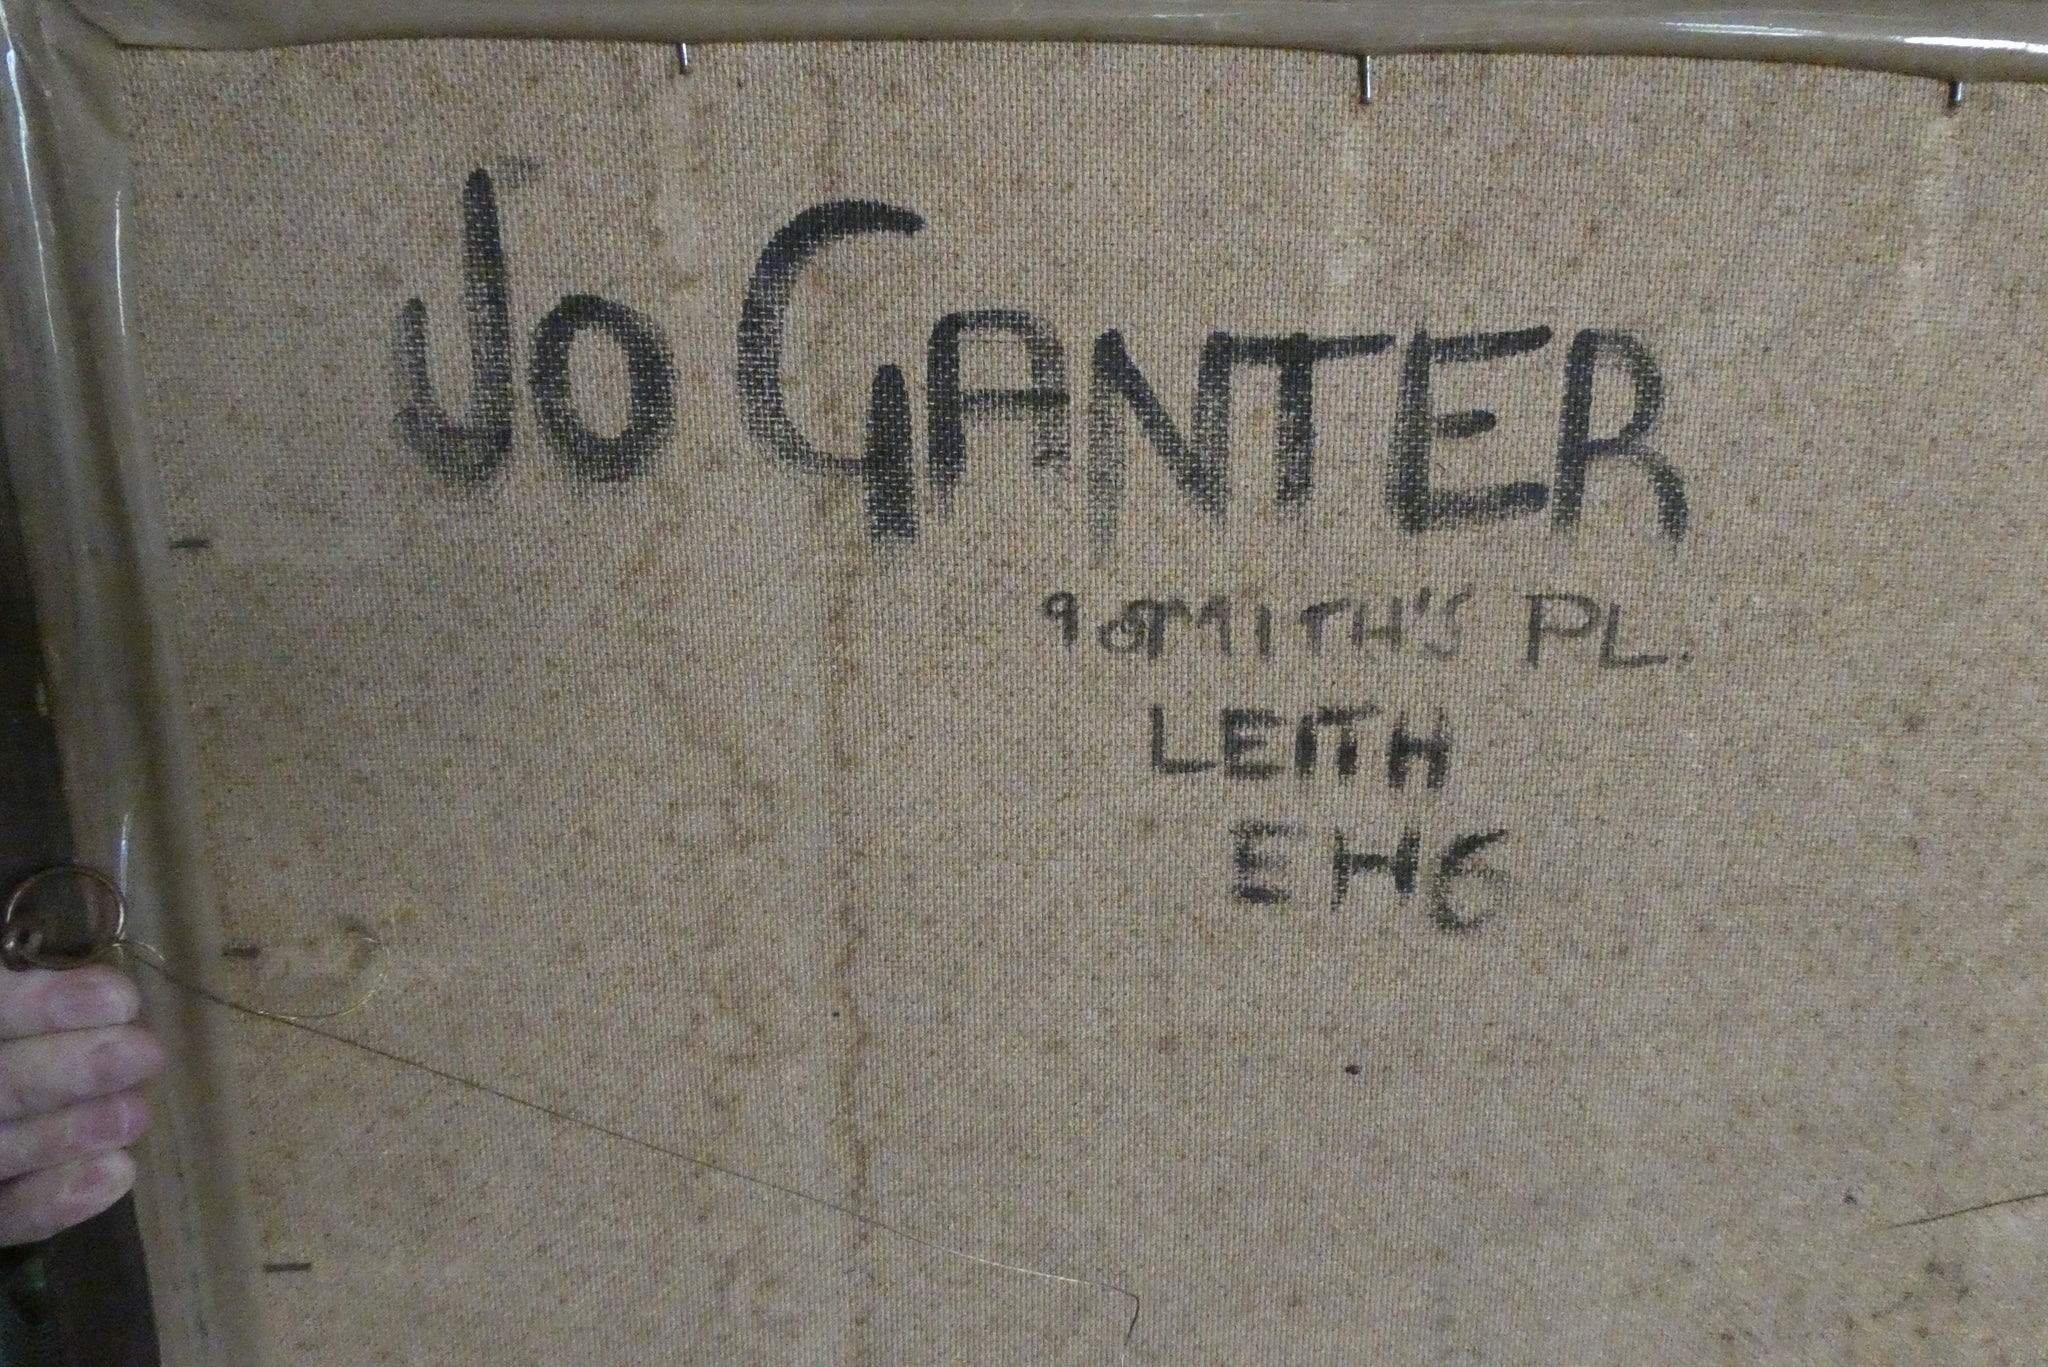 Jo GANTER
9 SMITH'S PL.
LEITH
EH6